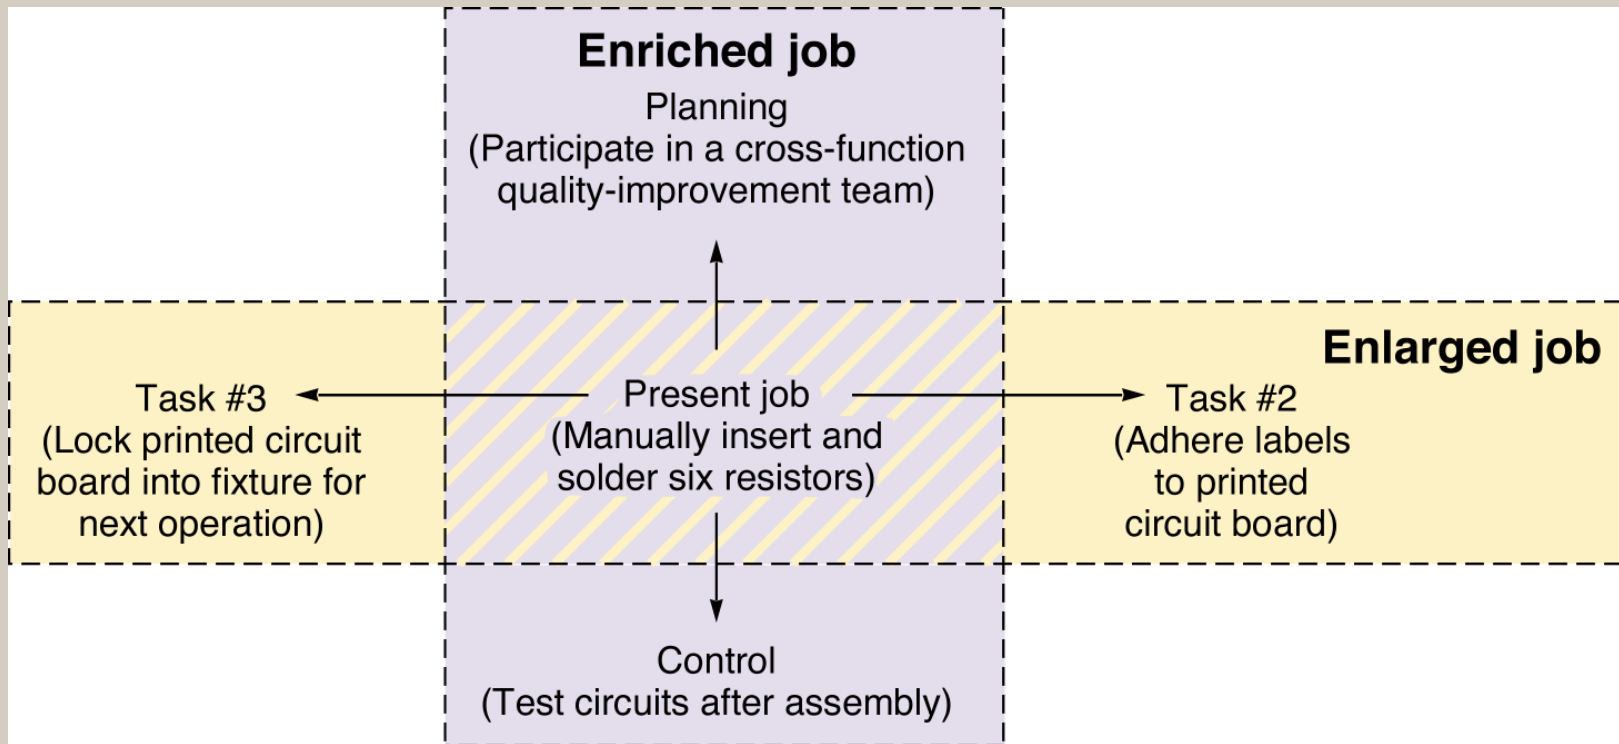 Enriched job
Planning
(Participate in a cross-function
quality-improvement team)
Enlarged job
Task #3
(Lock printed circuit
board into fixture for
next operation)
Present job
(Manually insert and
solder six resistors)
Task #2
(Adhere labels
to printed
circuit board)
Control
(Test circuits after assembly)